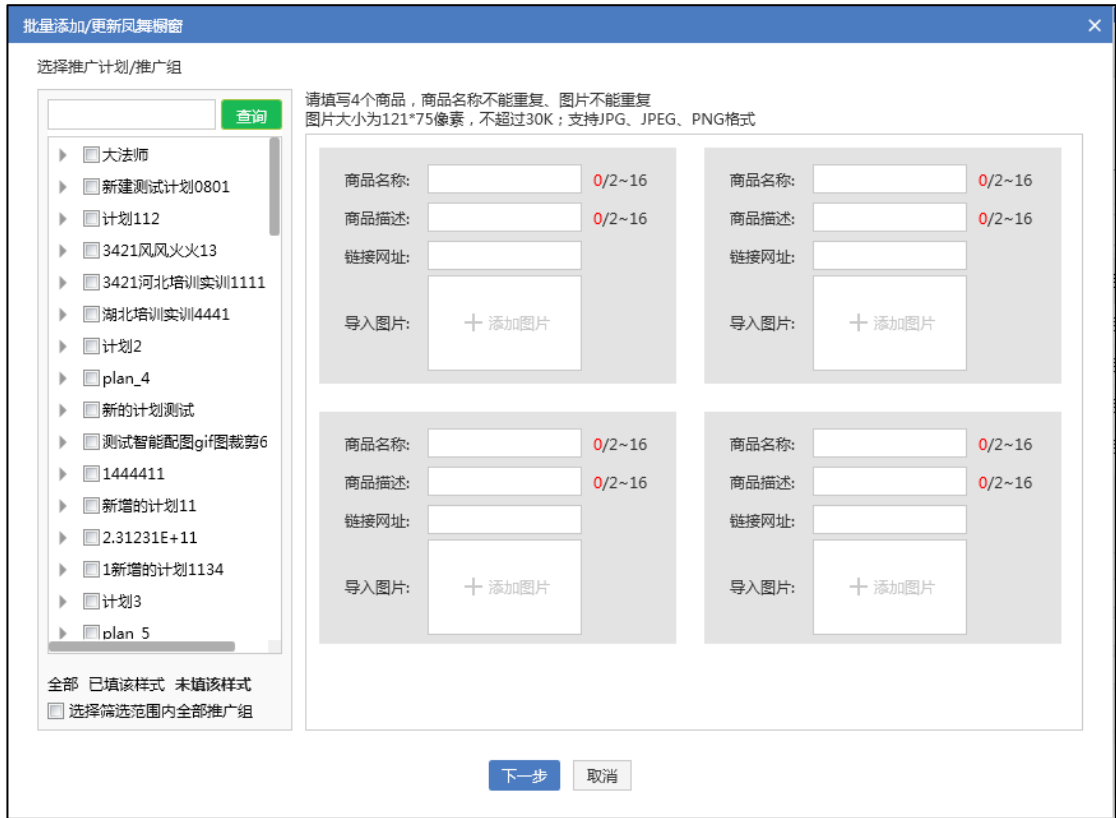 批量添加/更新凤舞橱窗
选择推广计划/推广组
查询
大法师
新建测试计划0801
计划112
3421风风火火13
3421河北培训实训1111
湖北培训实训4441
计划2
plan_4
新的计划测试
测试智能配图gif图裁剪6
1444411
新增的计划11
2.31231E+11
1新增的计划1134
计划3
plan_5
全部 已填该样式 未填该样式
选择筛选范围内全部推广组
请填写4个商品，商品名称不能重复、图片不能重复
图片大小为121*75像素，不超过30K；支持JPG、JPEG、PNG格式
商品名称: 0/2~16
商品描述: 0/2~16
链接网址:
导入图片: 添加图片
商品名称: 0/2~16
商品描述: 0/2~16
链接网址:
导入图片: 添加图片
商品名称: 0/2~16
商品描述: 0/2~16
链接网址:
导入图片: 添加图片
商品名称: 0/2~16
商品描述: 0/2~16
链接网址:
导入图片: 添加图片
下一步 取消